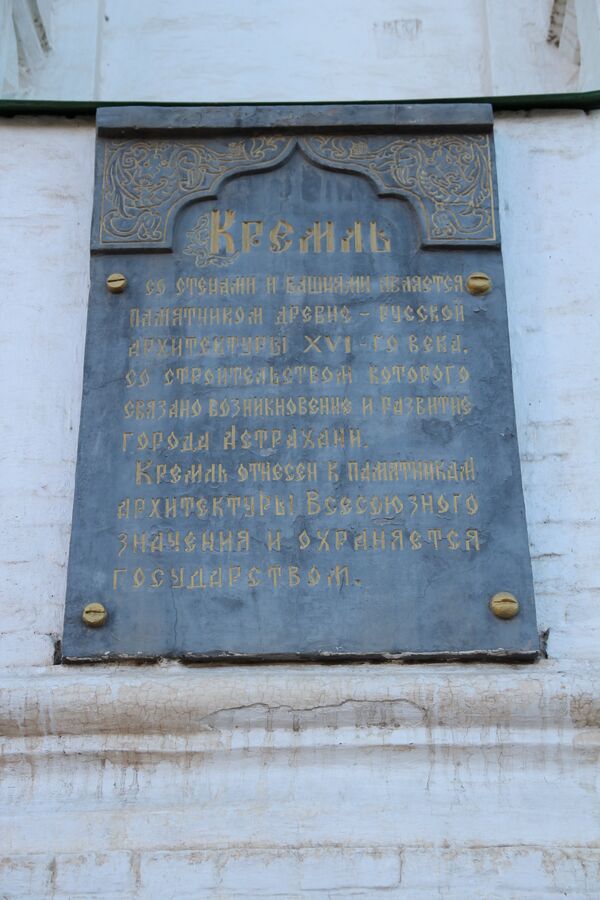 Кремль
со стенами и башнями является
памятником древне - русской
архитектуры XVI - го века,
со строительством которого
связано возникновение и развитие
города Астрахани.
Кремль отнесен к памятникам
архитектуры Всесоюзного
значения и охраняется
государством.